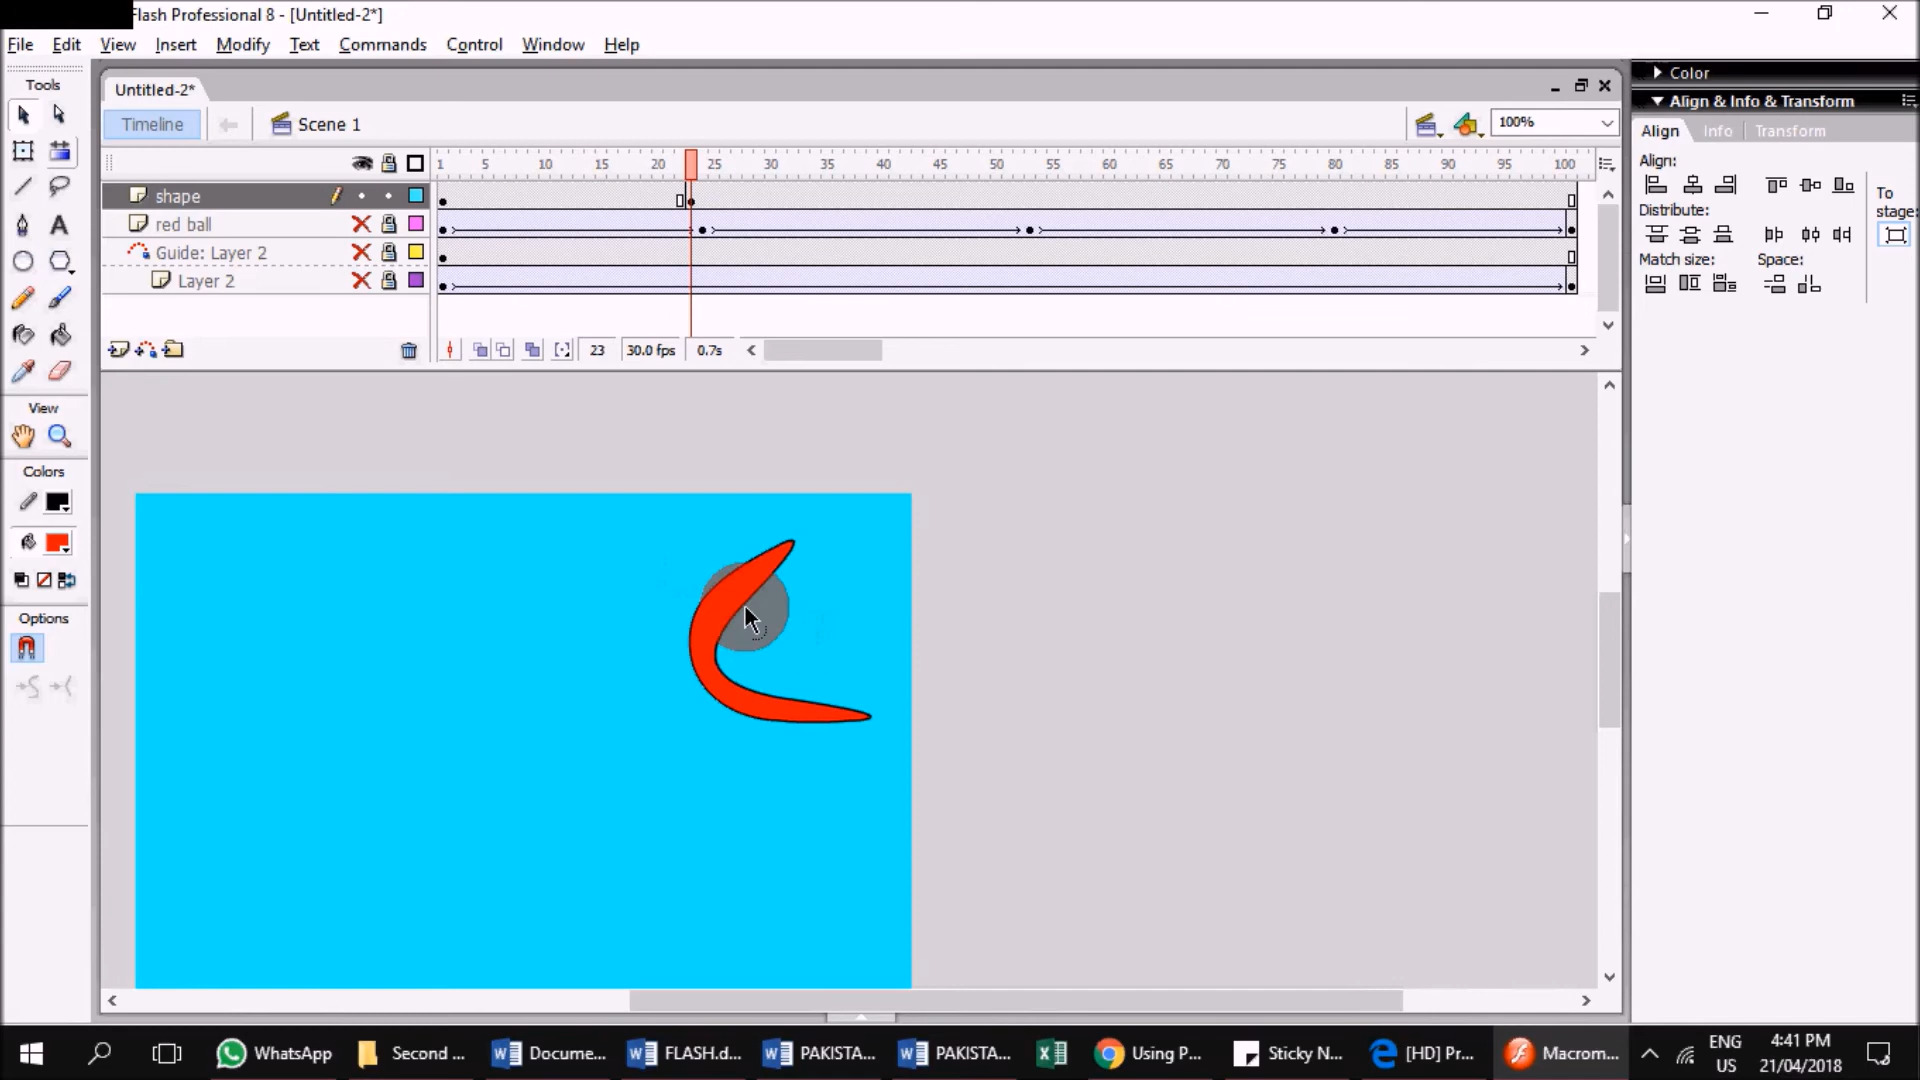 Flash Professional 8 - [Untitled-2*]
File Edit View Insert Modify Text Commands Control Window Help
Tools
Untitled-2*
Color
Align & Info & Transform
Timeline
Scene 1
100%
Align Info Transform
Align:
1 5 10 15 20 25 30 35 40 45 50 55 60 65 70 75 80 85 90 95 100
shape
To stage:
Distribute:
red ball
Guide: Layer 2
Match size: Space:
Layer 2
23 30.0 fps 0.7s
View
Colors
Options
WhatsApp
Second ...
Docume...
FLASH.d...
PAKISTA...
PAKISTA...
Using P...
Sticky N...
[HD] Pr...
Macrom...
ENG
US
4:41 PM
21/04/2018